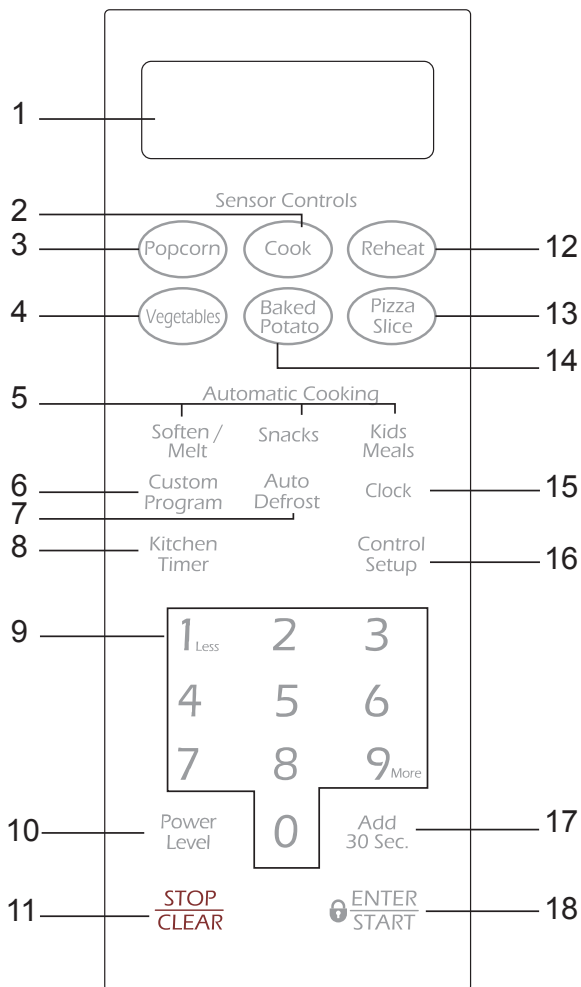 1
Sensor Controls
2
3
Popcorn
Cook
Reheat
12
4
Vegetables
Baked
Potato
Pizza
Slice
13
14
5
Automatic Cooking
Soften /
Melt
Snacks
Kids
Meals
6
Custom
Program
Auto
Defrost
Clock
15
7
8
Kitchen
Timer
Control
Setup
16
9
1 Less
2
3
4
5
6
7
8
9 More
10
Power
Level
0
Add
30 Sec.
17
11
STOP
CLEAR
ENTER
START
18